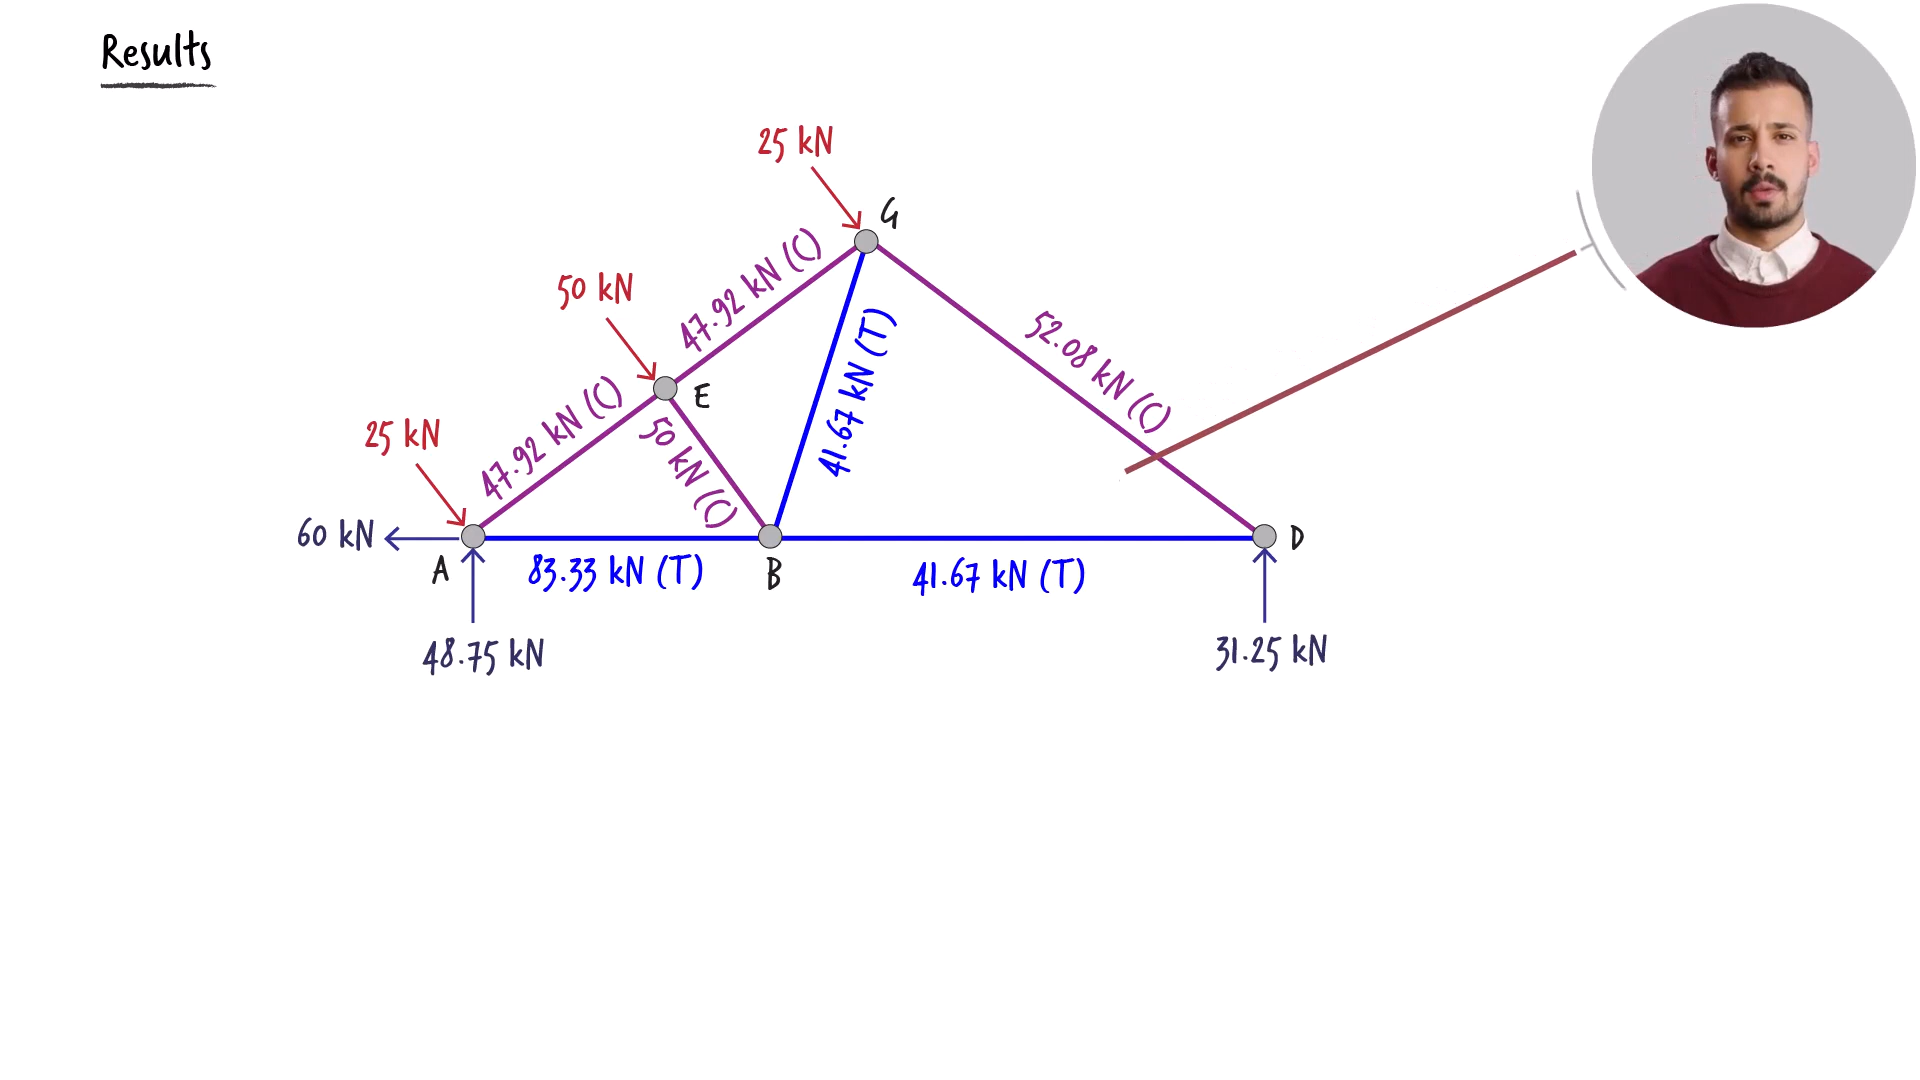 Results
25 kN
G
50 kN
47.92 kN (C)
52.08 kN (C)
41.67 kN (T)
E
25 kN
47.92 kN (C)
50 kN (C)
60 kN
D
A
83.33 kN (T)
B
41.67 kN (T)
48.75 kN
31.25 kN